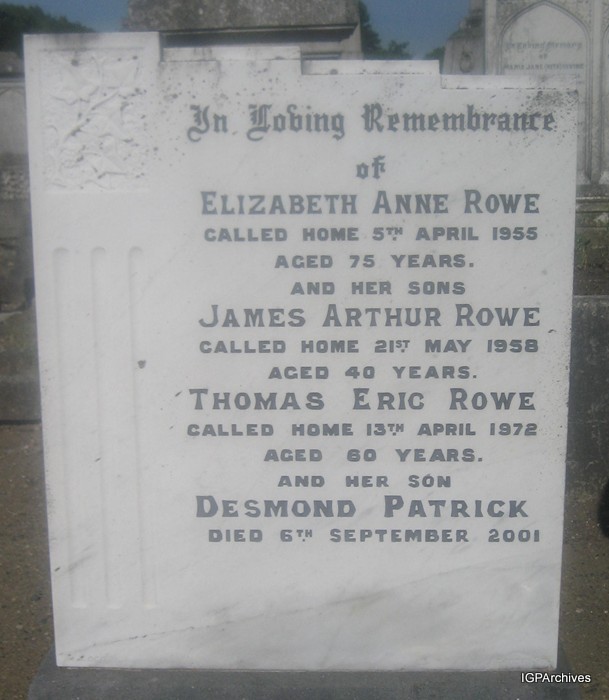 In Loving Remembrance
of
ELIZABETH ANNE ROWE
CALLED HOME 5TH APRIL 1955
AGED 75 YEARS.
AND HER SONS
JAMES ARTHUR ROWE
CALLED HOME 21ST MAY 1958
AGED 40 YEARS.
THOMAS ERIC ROWE
CALLED HOME 13TH APRIL 1972
AGED 60 YEARS.
AND HER SON
DESMOND PATRICK
DIED 6TH SEPTEMBER 2001
IGPArchives